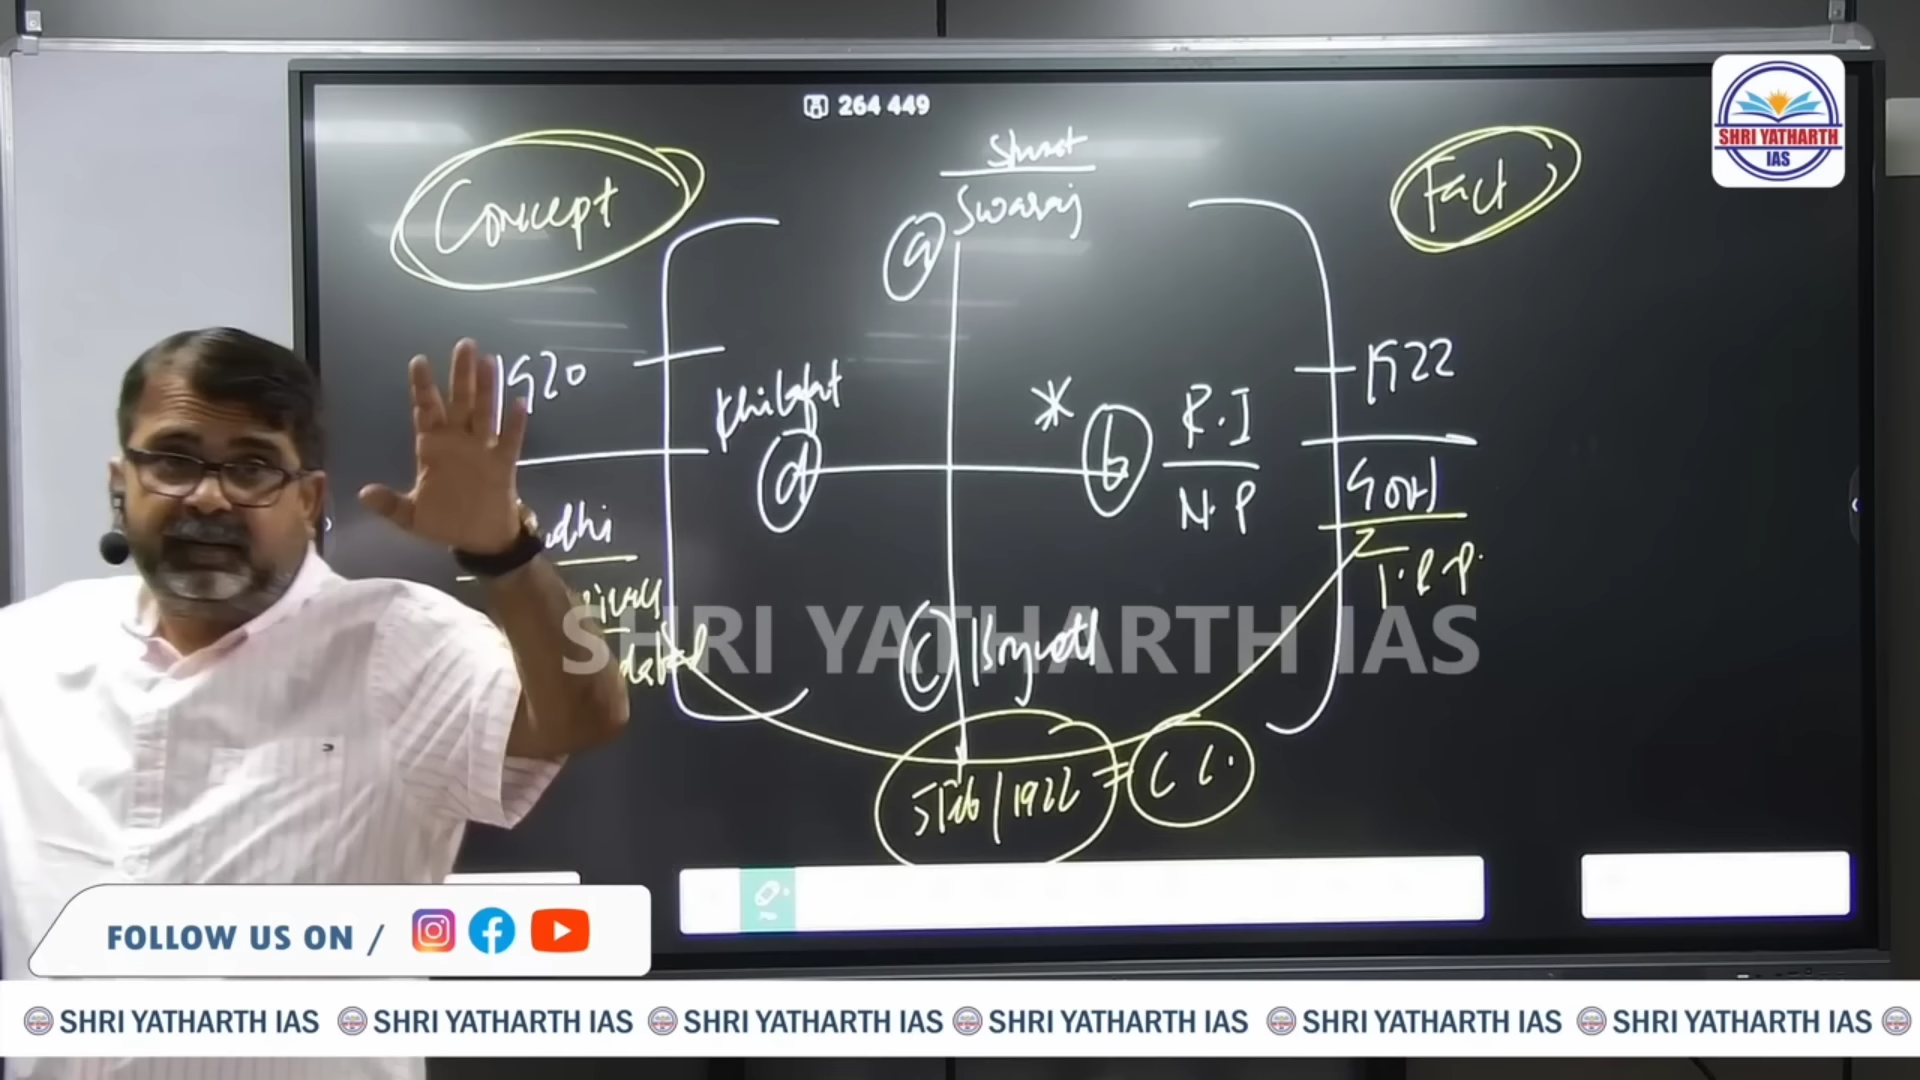 264 449
SHRI YATHARTH
IAS
Concept
Swaraj
Fact
(a)
1920
Khilafat
(d)
*
(b)
R.I
N.P
1922
Govt
(c)
5 Feb/1922 = C C.
SHRI YATHARTH IAS
FOLLOW US ON /
SHRI YATHARTH IAS SHRI YATHARTH IAS SHRI YATHARTH IAS SHRI YATHARTH IAS SHRI YATHARTH IAS SHRI YATHARTH IAS